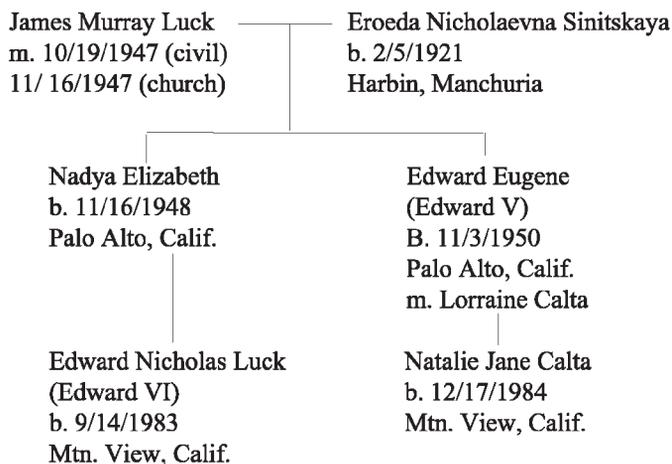 James Murray Luck
m. 10/19/1947 (civil)
11/ 16/1947 (church)
Eroeda Nicholaevna Sinitskaya
b. 2/5/1921
Harbin, Manchuria
Nadya Elizabeth
b. 11/16/1948
Palo Alto, Calif.
Edward Eugene
(Edward V)
B. 11/3/1950
Palo Alto, Calif.
m. Lorraine Calta
Edward Nicholas Luck
(Edward VI)
b. 9/14/1983
Mtn. View, Calif.
Natalie Jane Calta
b. 12/17/1984
Mtn. View, Calif.